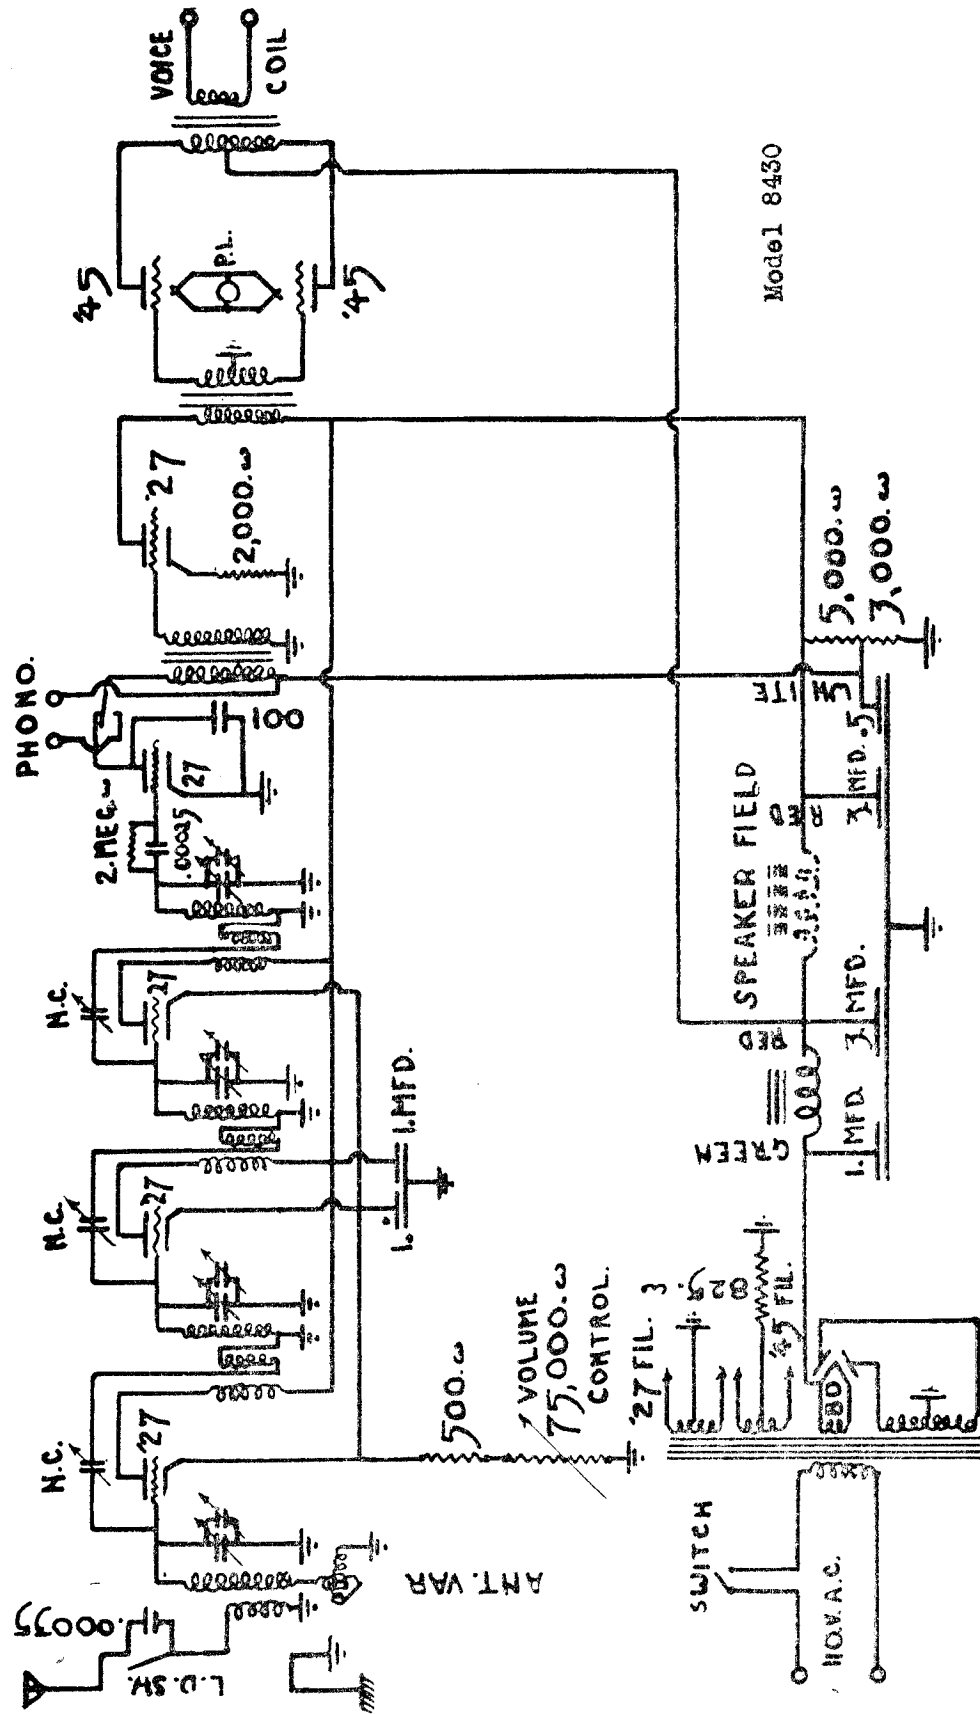 VOICE
COIL
'45
P.L.
'45
Model 8430
'27
2,000.ω
PHONO.
2.MEG.ω
.00025
'27
100
N.C.
'27
N.C.
'27
N.C.
'27
1.
1.MFD.
500.ω
VOLUME
75,000.ω
CONTROL.
.00035
L.D.SW.
ANT. VAR
SWITCH
110.V.A.C.
'27 FIL.
825.ω
'45 FIL.
'80
GREEN
RED
SPEAKER FIELD
RED
WHITE
5,000.ω
3,000.ω
1. MFD.
3. MFD.
3. MFD.
.5